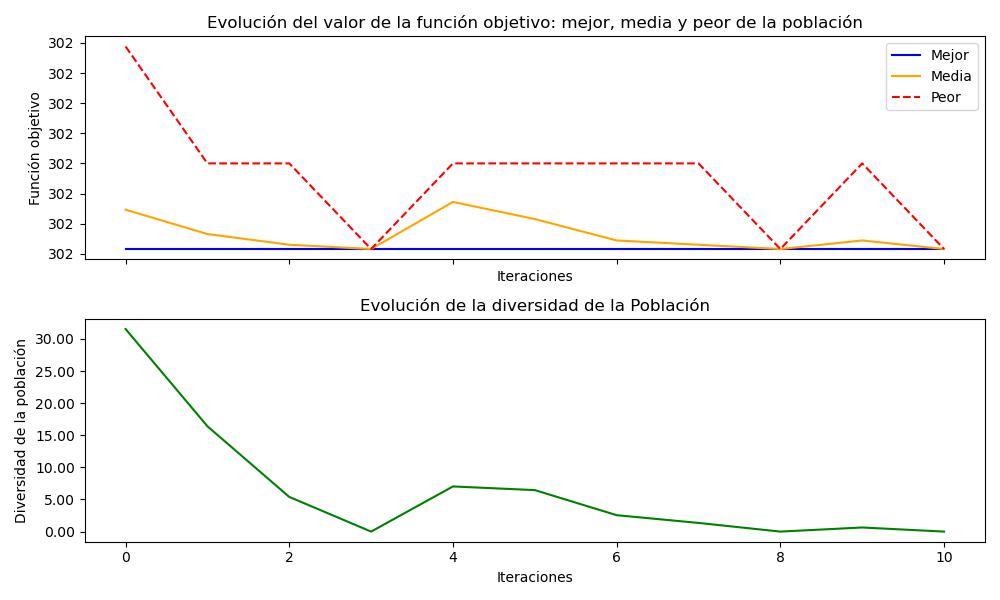 Evolución del valor de la función objetivo: mejor, media y peor de la población
302
302
302
302
302
302
302
302
Función objetivo
Mejor
Media
Peor
Iteraciones
Evolución de la diversidad de la Población
30.00
25.00
20.00
15.00
10.00
5.00
0.00
Diversidad de la población
0 2 4 6 8 10
Iteraciones